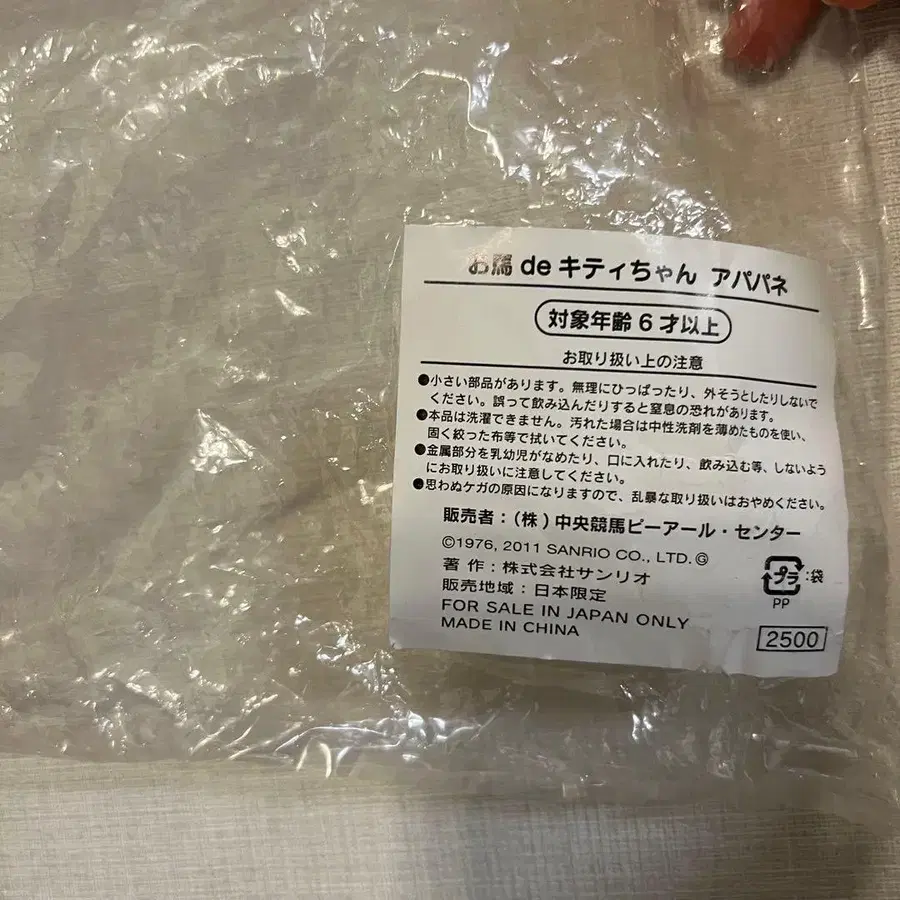 お馬 de キティちゃん アパパネ
対象年齢 6 才以上
お取り扱い上の注意
●小さい部品があります。無理にひっぱったり、外そうとしたりしないで
ください。誤って飲み込んだりすると窒息の恐れがあります。
●本品は洗濯できません。汚れた場合は中性洗剤を薄めたものを使い、
固く絞った布等で拭いてください。
●金属部分を乳幼児がなめたり、口に入れたり、飲み込む等、しないよう
にお取り扱いに注意してください。
●思わぬケガの原因になりますので、乱暴な取り扱いはおやめください。
販売者：(株) 中央競馬ピーアール・センター
©1976, 2011 SANRIO CO., LTD. Ⓖ
著 作：株式会社サンリオ
販売地域：日本限定
FOR SALE IN JAPAN ONLY
MADE IN CHINA
プラ：袋
PP
2500